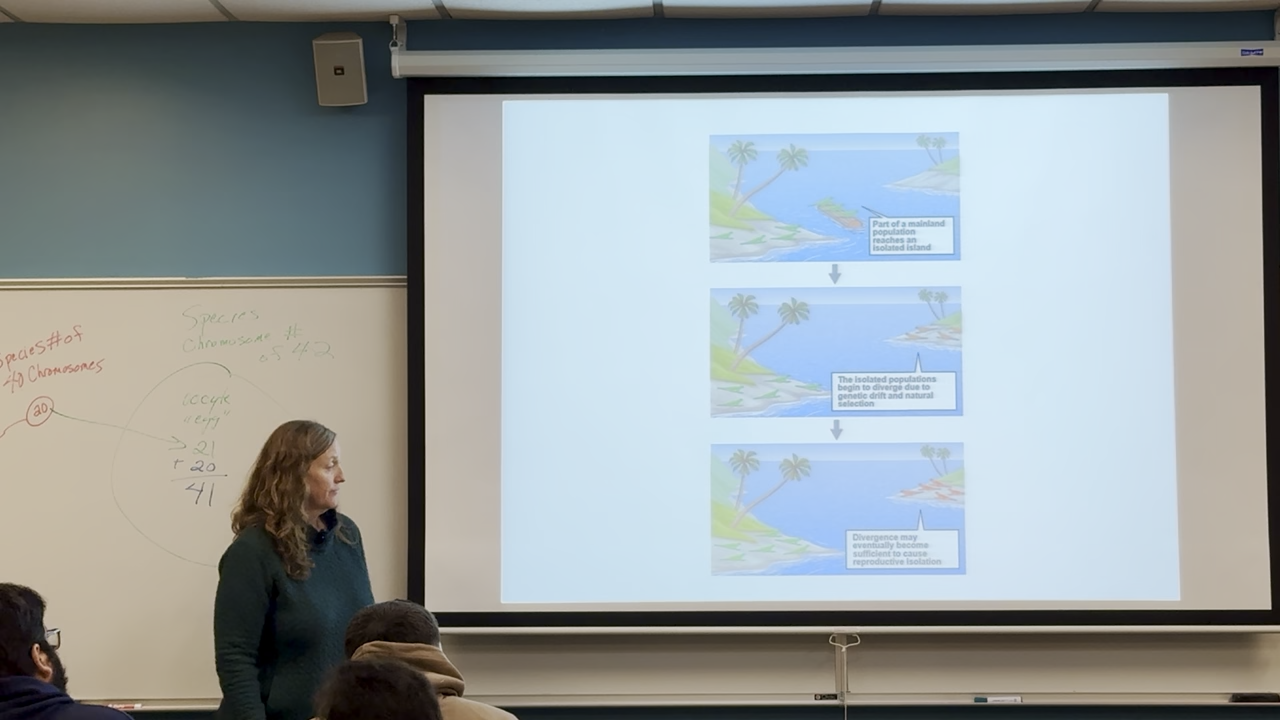 Species # of
40 Chromosomes
20
Species
Chromosome #
of 42
oocyte
"egg"
21
+ 20
41
Part of a mainland
population
reaches an
isolated island
The isolated populations
begin to diverge due to
genetic drift and natural
selection
Divergence may
eventually become
sufficient to cause
reproductive isolation